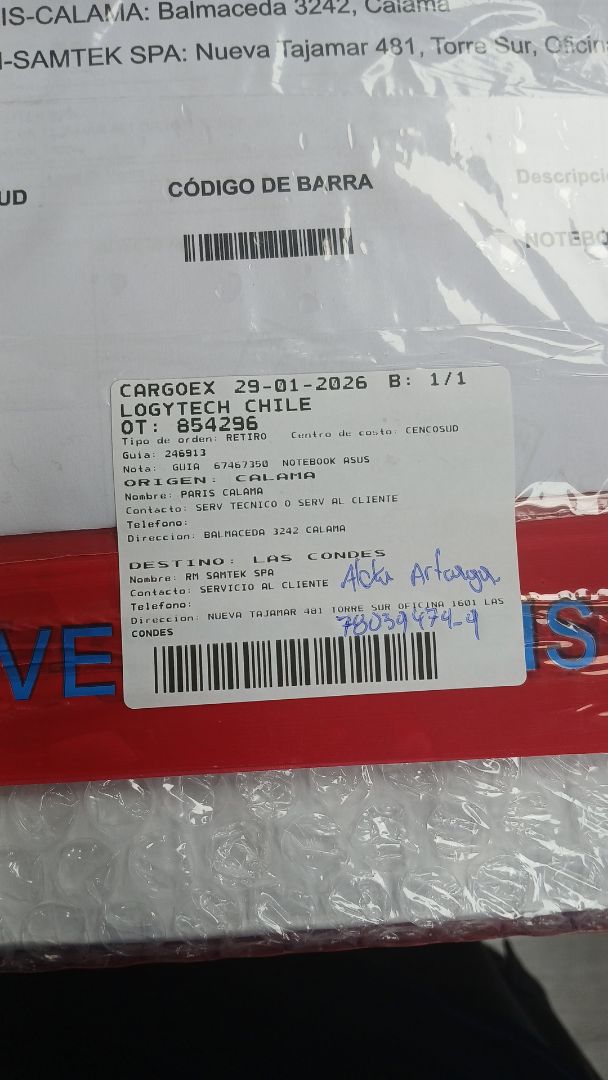 IS-CALAMA: Balmaceda 3242, Calama
-SAMTEK SPA: Nueva Tajamar 481, Torre Sur, Oficin
UD
CÓDIGO DE BARRA
Descripci
NOTEBO
CARGOEX 29-01-2026 B: 1/1
LOGYTECH CHILE
OT: 854296
Tipo de orden: RETIRO Centro de costo: CENCOSUD
Guia: 246913
Nota: GUIA 67467350 NOTEBOOK ASUS
ORIGEN: CALAMA
Nombre: PARIS CALAMA
Contacto: SERV TECNICO O SERV AL CLIENTE
Telefono:
Direccion: BALMACEDA 3242 CALAMA
DESTINO: LAS CONDES
Nombre: RM SAMTEK SPA
Contacto: SERVICIO AL CLIENTE
Telefono:
Direccion: NUEVA TAJAMAR 481 TORRE SUR OFICINA 1601 LAS
CONDES
78039479-9
VE
IS